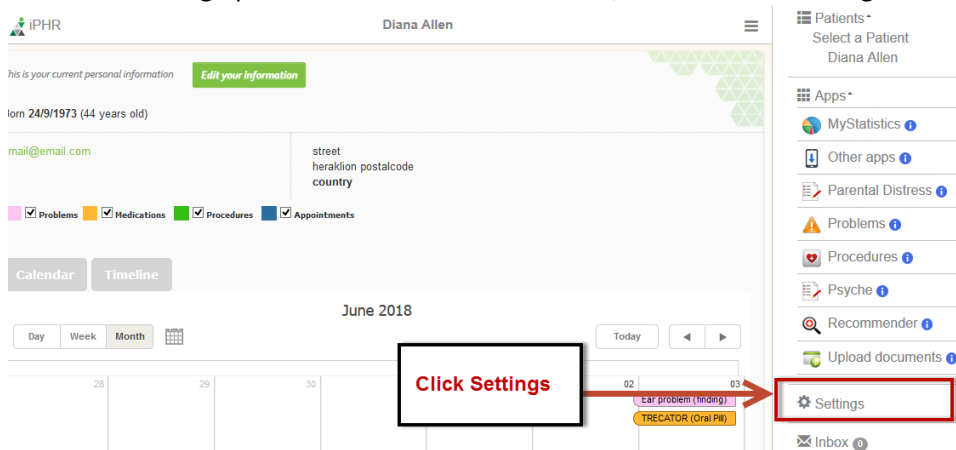 iPHR
Diana Allen
This is your current personal information
Edit your information
Born 24/9/1973 (44 years old)
mail@email.com
street
heraklion postalcode
country
Problems Medications Procedures Appointments
Calendar Timeline
June 2018
Day Week Month
Today
28 29 30 02 03
Ear problem (finding)
TRECATOR (Oral Pill)
Click Settings
Patients
Select a Patient
Diana Allen
Apps
MyStatistics
Other apps
Parental Distress
Problems
Procedures
Psyche
Recommender
Upload documents
Settings
Inbox 0